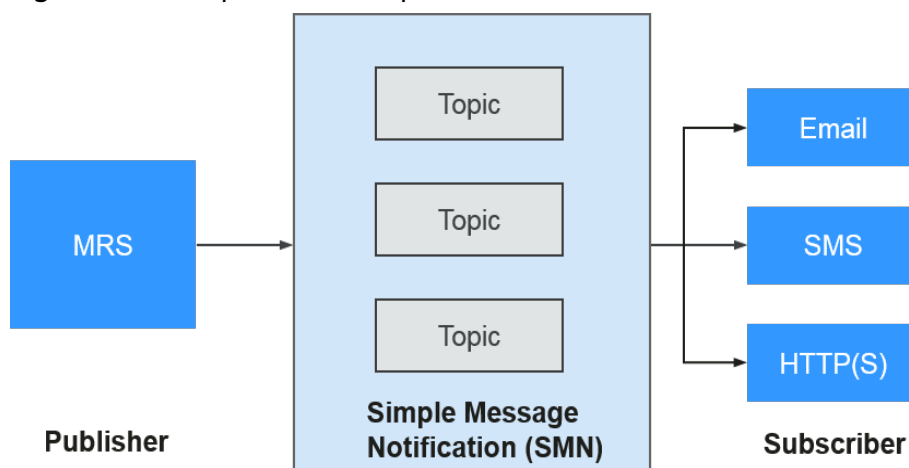 Topic
Email
Topic
MRS
SMS
Topic
HTTP(S)
Simple Message
Notification (SMN)
Publisher
Subscriber